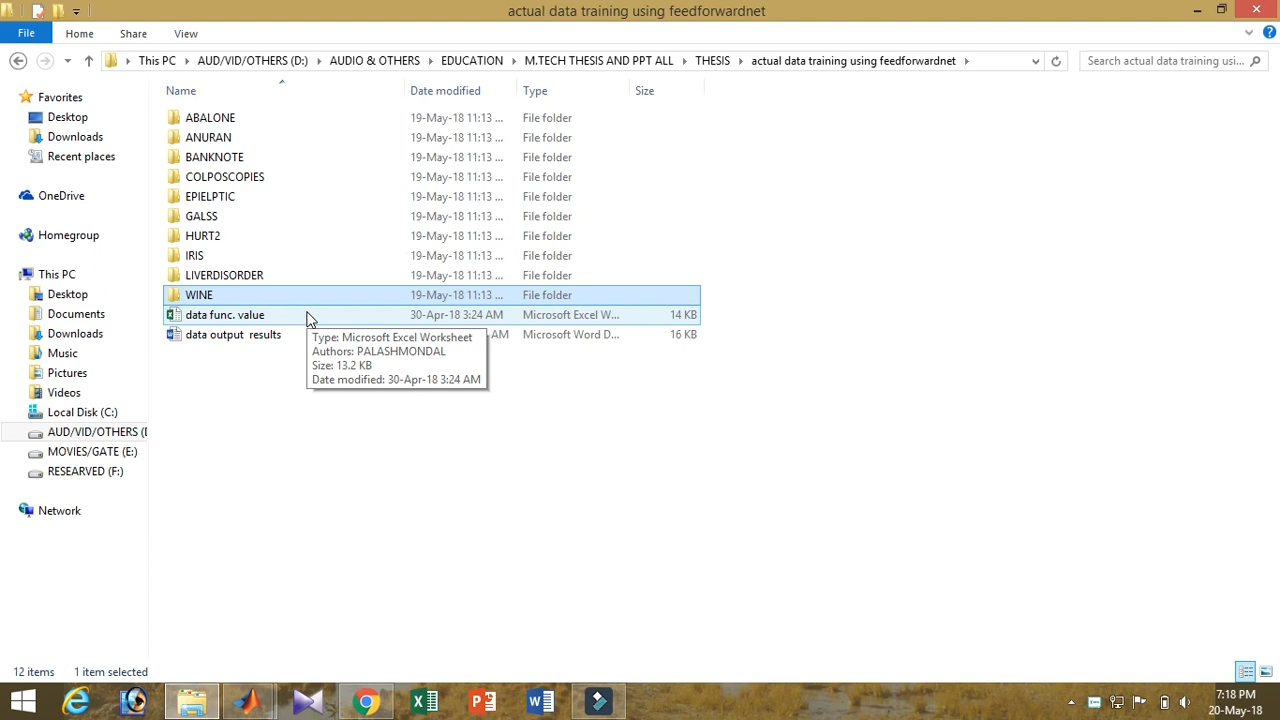 actual data training using feedforwardnet
File Home Share View
This PC AUD/VID/OTHERS (D:) AUDIO & OTHERS EDUCATION M.TECH THESIS AND PPT ALL THESIS actual data training using feedforwardnet Search actual data training usi...
Name Date modified Type Size
Favorites
Desktop
Downloads
Recent places
OneDrive
Homegroup
This PC
Desktop
Documents
Downloads
Music
Pictures
Videos
Local Disk (C:)
AUD/VID/OTHERS (D
MOVIES/GATE (E:)
RESEARVED (F:)
Network
ABALONE 19-May-18 11:13 ... File folder
ANURAN 19-May-18 11:13 ... File folder
BANKNOTE 19-May-18 11:13 ... File folder
COLPOSCOPIES 19-May-18 11:13 ... File folder
EPIELPTIC 19-May-18 11:13 ... File folder
GALSS 19-May-18 11:13 ... File folder
HURT2 19-May-18 11:13 ... File folder
IRIS 19-May-18 11:13 ... File folder
LIVERDISORDER 19-May-18 11:13 ... File folder
WINE 19-May-18 11:13 ... File folder
data func. value 30-Apr-18 3:24 AM Microsoft Excel W... 14 KB
data output results AM Microsoft Word D... 16 KB
Type: Microsoft Excel Worksheet
Authors: PALASHMONDAL
Size: 13.2 KB
Date modified: 30-Apr-18 3:24 AM
12 items 1 item selected
7:18 PM
20-May-18